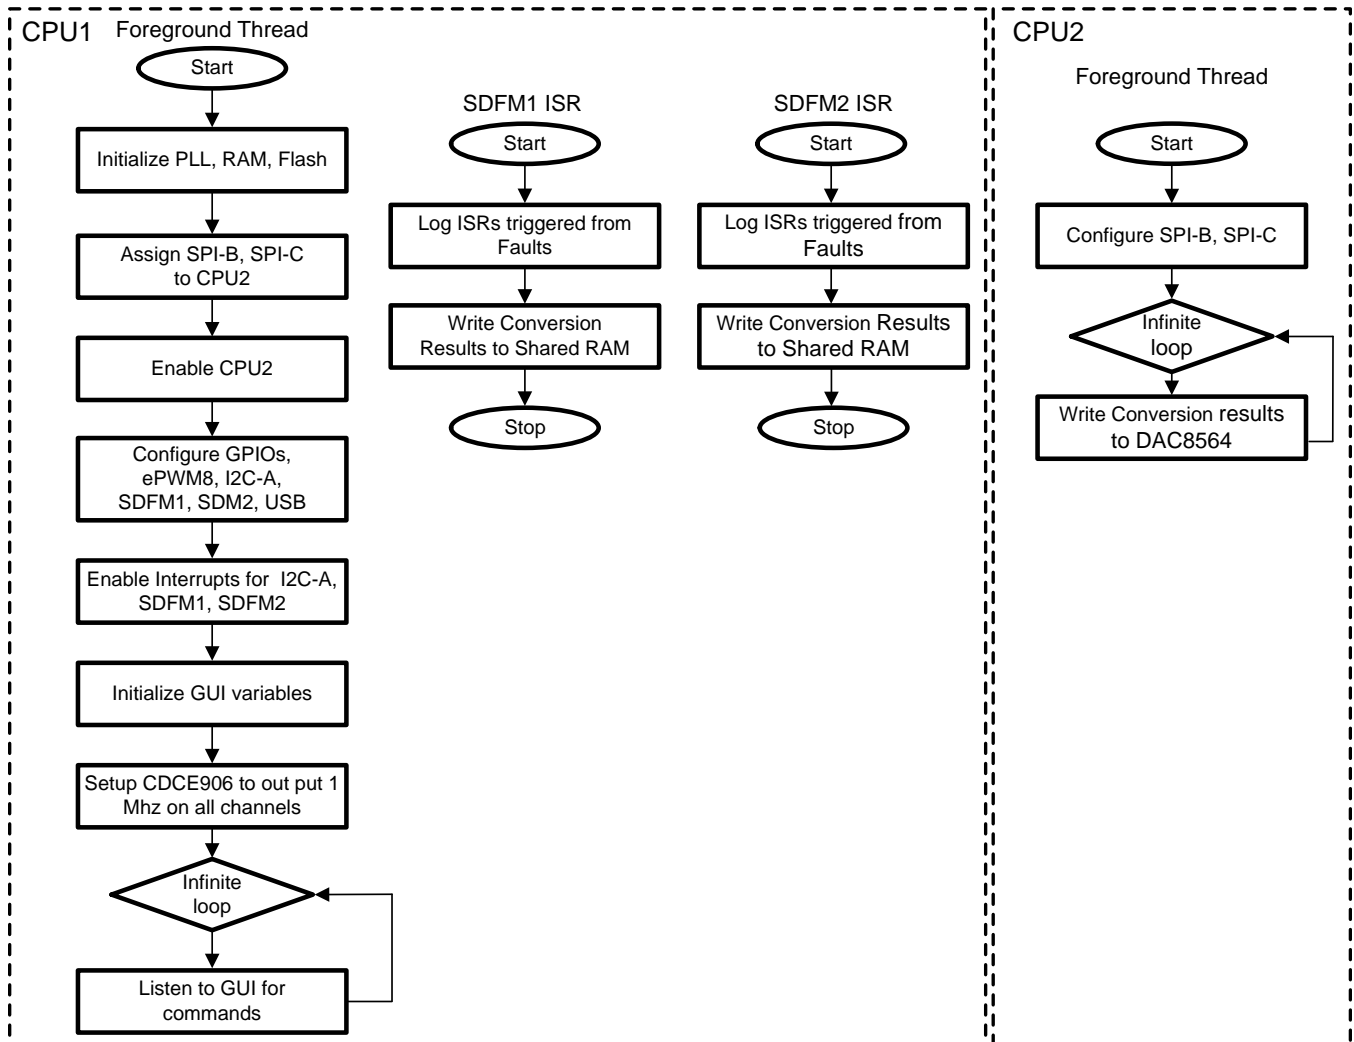 CPU1
Foreground Thread
Start
Initialize PLL, RAM, Flash
Assign SPI-B, SPI-C
to CPU2
Enable CPU2
Configure GPIOs,
ePWM8, I2C-A,
SDFM1, SDM2, USB
Enable Interrupts for I2C-A,
SDFM1, SDFM2
Initialize GUI variables
Setup CDCE906 to out put 1
Mhz on all channels
Infinite
loop
Listen to GUI for
commands
SDFM1 ISR
Start
Log ISRs triggered from
Faults
Write Conversion
Results to Shared RAM
Stop
SDFM2 ISR
Start
Log ISRs triggered from
Faults
Write Conversion Results
to Shared RAM
Stop
CPU2
Foreground Thread
Start
Configure SPI-B, SPI-C
Infinite
loop
Write Conversion results
to DAC8564